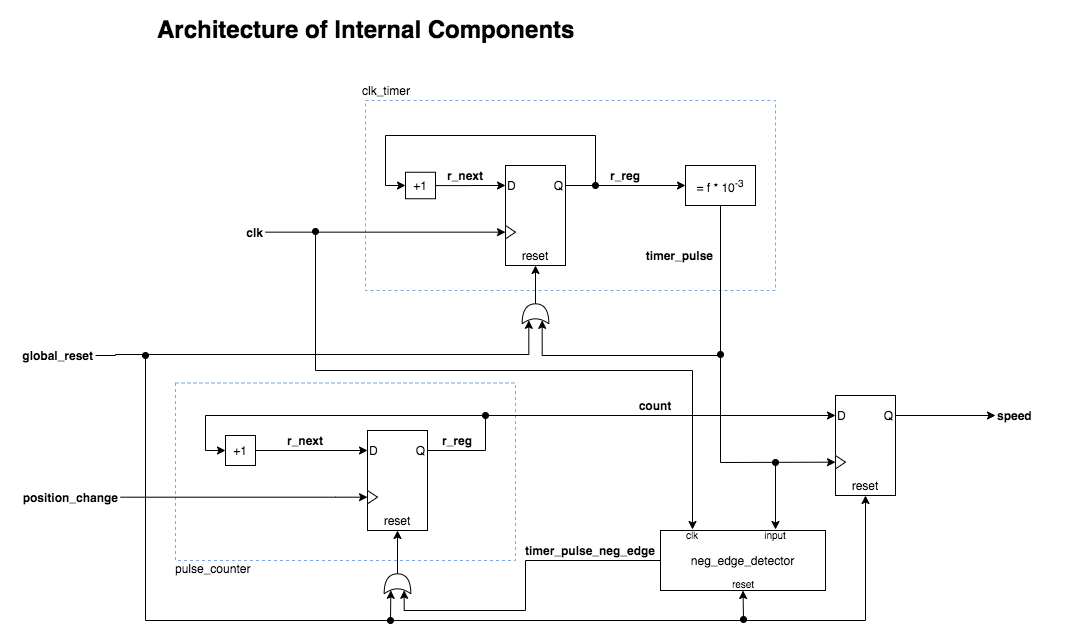 Architecture of Internal Components
clk_timer
+1
r_next
D
Q
r_reg
= f * 10-3
clk
reset
timer_pulse
global_reset
count
D
Q
speed
+1
r_next
D
Q
r_reg
reset
position_change
reset
clk
input
timer_pulse_neg_edge
neg_edge_detector
pulse_counter
reset